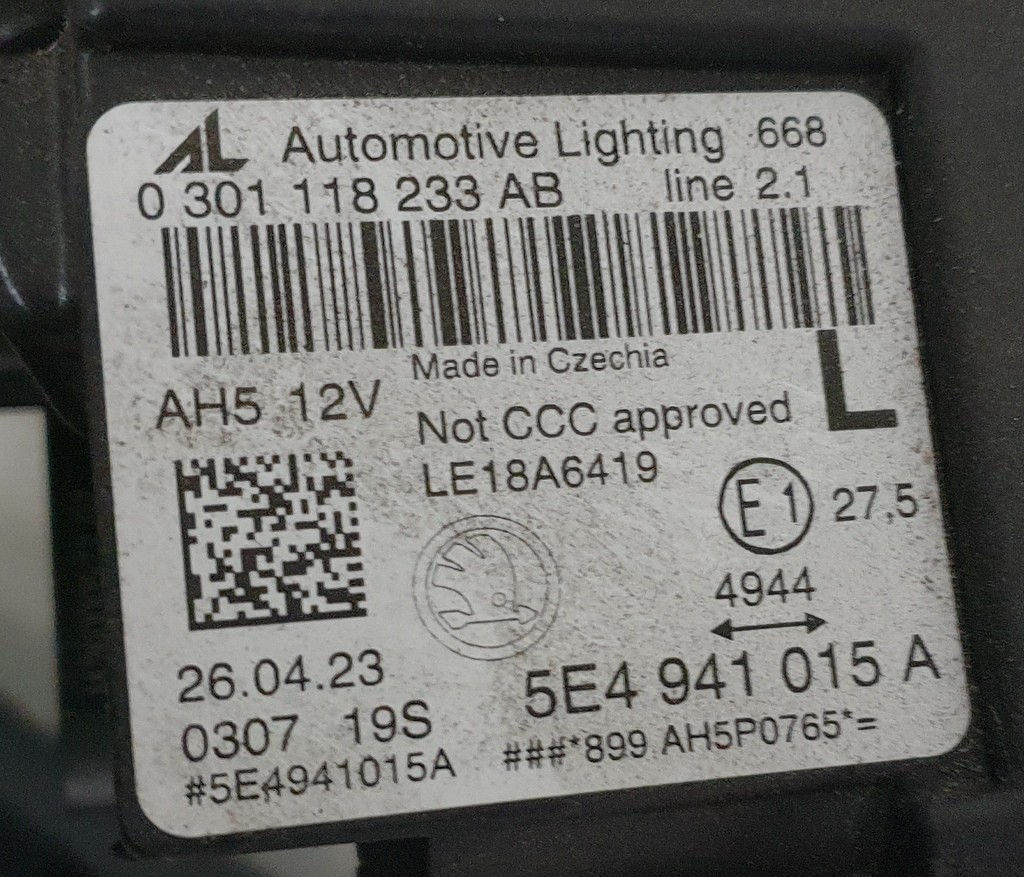 AL Automotive Lighting 668
0 301 118 233 AB line 2.1
Made in Czechia
AH5 12V
Not CCC approved
L
LE18A6419
E1 27,5
4944
26.04.23
5E4 941 015 A
0307 19S
###*899 AH5P0765*=
#5E4941015A